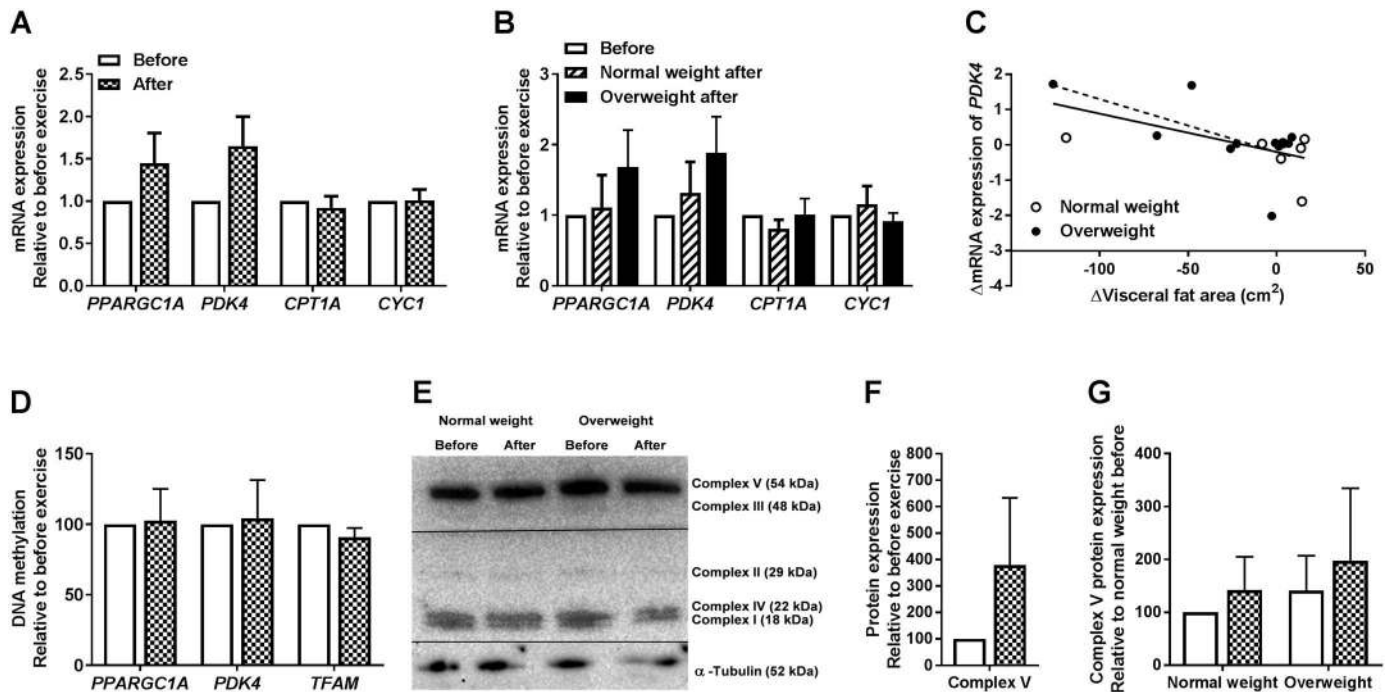 A
Before
After
mRNA expression
Relative to before exercise
2.5
2.0
1.5
1.0
0.5
0.0
PPARGC1A PDK4 CPT1A CYC1
B
Before
Normal weight after
Overweight after
mRNA expression
Relative to before exercise
3
2
1
0
PPARGC1A PDK4 CPT1A CYC1
C
ΔmRNA expression of PDK4
2
1
0
-1
-2
-3
-4
Normal weight
Overweight
-100 -50 0 50
ΔVisceral fat area (cm²)
D
DNA methylation
Relative to before exercise
150
100
50
0
PPARGC1A PDK4 TFAM
E
Normal weight Overweight
Before After Before After
Complex V (54 kDa)
Complex III (48 kDa)
Complex II (29 kDa)
Complex IV (22 kDa)
Complex I (18 kDa)
α -Tubulin (52 kDa)
F
Protein expression
Relative to before exercise
800
700
600
500
400
300
200
100
0
Complex V
G
Complex V protein expression
Relative to normal weight before
400
300
200
100
0
Normal weight Overweight